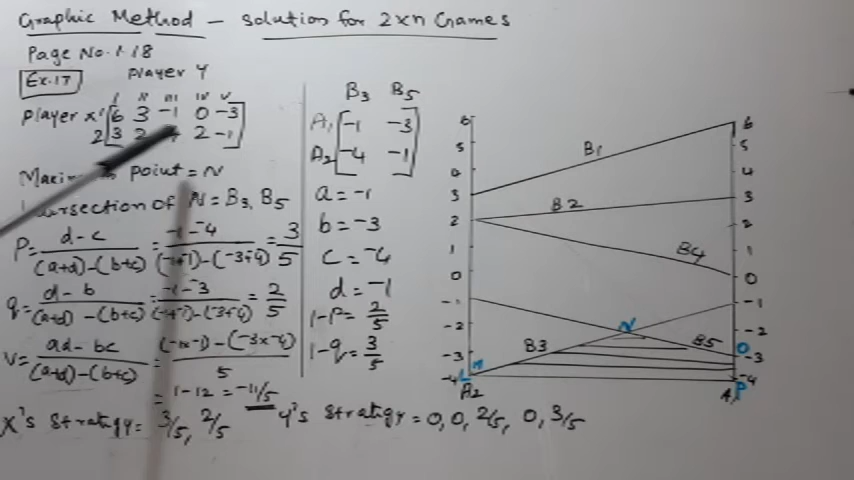 Graphic Method - solution for 2xn Games
Page No. 1.18
Ex.17
player Y
I II III IV V
player X 1 6 3 -1 0 -3
2 3 2 2 -1
point = N
of N = B3, B5
P = d-c / (a+d)-(b+c) = = 3/5
q = d-b / (a+d)-(b+c) = -1-3 = 2/5
V = ad-bc / (a+d)-(b+c) = (-1x-1)-(-3x-4) / 5
= 1-12 = -11/5
X's strategy = 3/5, 2/5
Y's strategy = 0, 0, 2/5, 0, 3/5
B3 B5
A1 -1 -3
A2 -4 -1
a = -1
b = -3
c = -4
d = -1
1-P = 2/5
1-q = 3/5
6 6
5 5
4 4
3 3
2 2
1 1
0 0
-1 -1
-2 -2
-3 -3
-4 -4
B1
B2
B4
N
B3 B5
L M O P
A2 A1